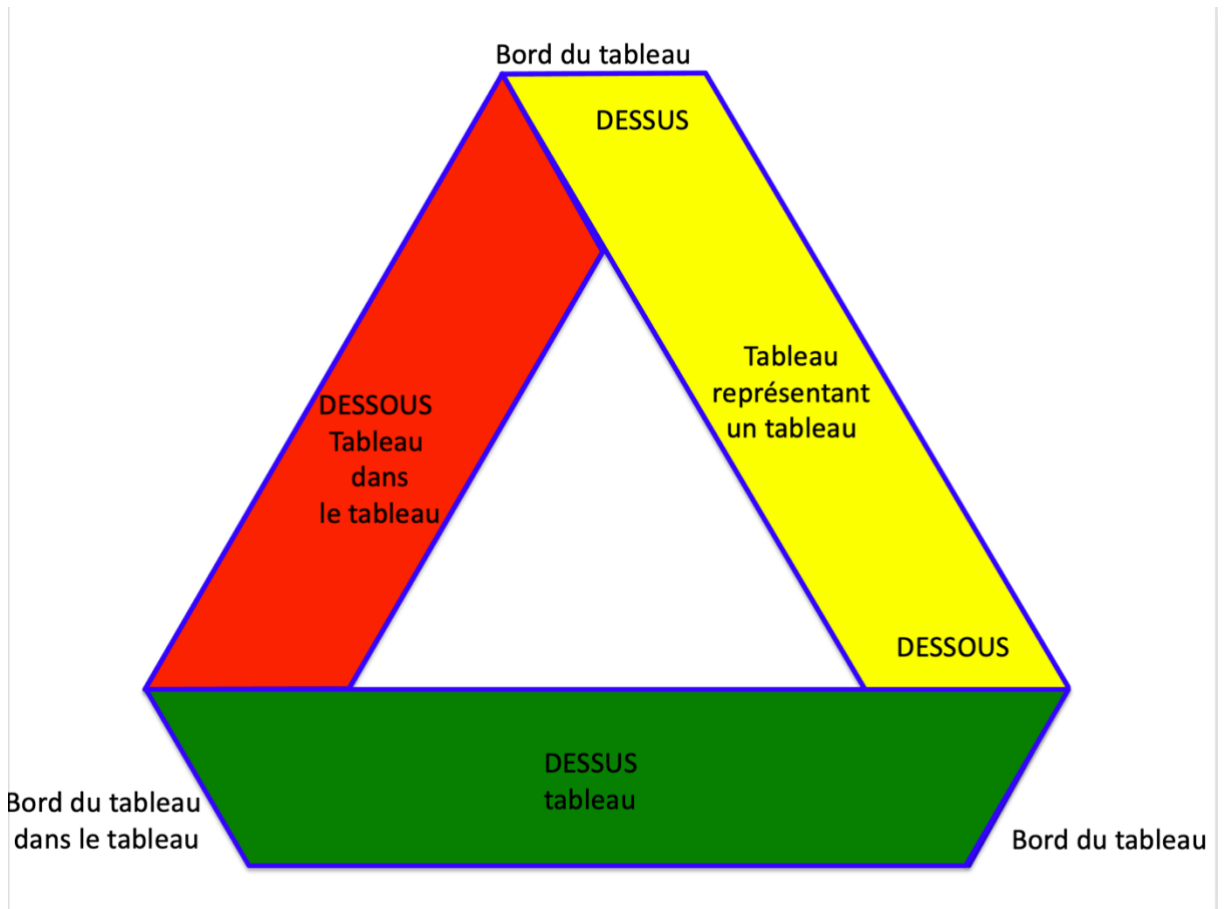 Bord du tableau
DESSUS
Tableau
représentant
un tableau
DESSOUS
Tableau
dans
le tableau
DESSOUS
DESSUS
tableau
Bord du tableau
dans le tableau
Bord du tableau